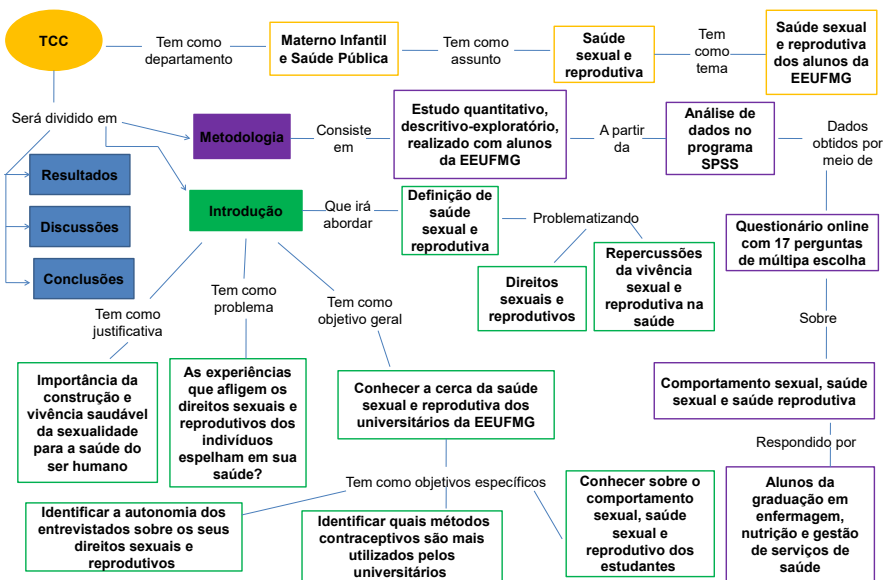 TCC
Tem como
departamento
Materno Infantil
e Saúde Pública
Tem como
assunto
Saúde
sexual e
reprodutiva
Tem
como
tema
Saúde sexual
e reprodutiva
dos alunos da
EEUFMG
Será dividido em
Metodologia
Consiste
em
Estudo quantitativo,
descritivo-exploratório,
realizado com alunos
da EEUFMG
A partir
da
Análise de
dados no
programa
SPSS
Dados
obtidos por
meio de
Resultados
Discussões
Conclusões
Introdução
Que irá
abordar
Definição de
saúde
sexual e
reprodutiva
Problematizando
Direitos
sexuais e
reprodutivos
Repercussões
da vivência
sexual e
reprodutiva na
saúde
Questionário online
com 17 perguntas
de múltipa escolha
Tem como
justificativa
Tem como
problema
Tem como
objetivo geral
Sobre
Importância da
construção e
vivência saudável
da sexualidade
para a saúde do
ser humano
As experiências
que afligem os
direitos sexuais e
reprodutivos dos
indivíduos
espelham em sua
saúde?
Conhecer a cerca da saúde
sexual e reprodutiva dos
universitários da EEUFMG
Comportamento sexual, saúde
sexual e saúde reprodutiva
Respondido por
Tem como objetivos específicos
Identificar a autonomia dos
entrevistados sobre os seus
direitos sexuais e
reprodutivos
Identificar quais métodos
contraceptivos são mais
utilizados pelos
universitários
Conhecer sobre o
comportamento
sexual, saúde
sexual e
reprodutivo dos
estudantes
Alunos da
graduação em
enfermagem,
nutrição e gestão
de serviços de
saúde